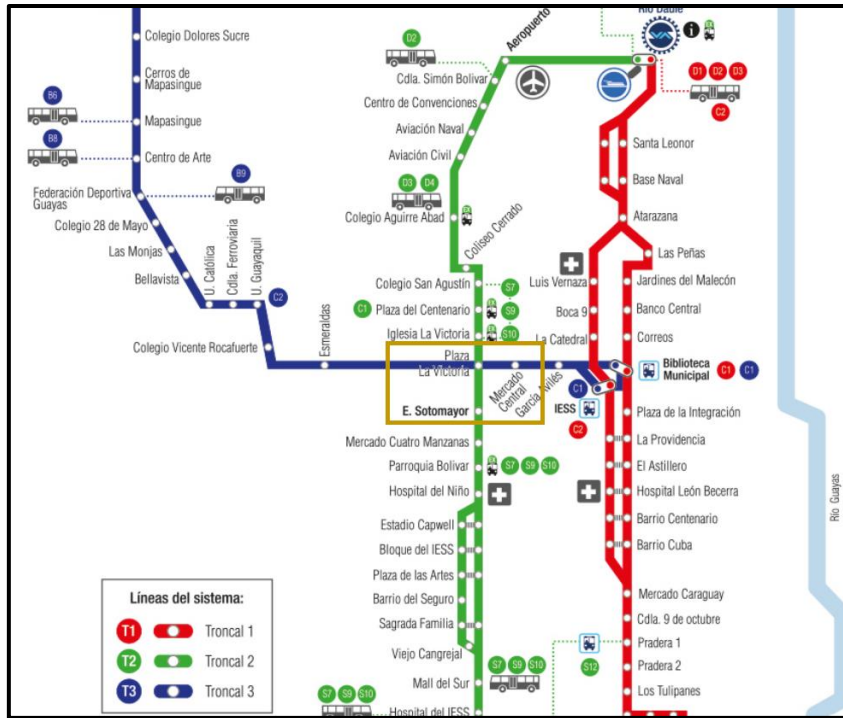 Colegio Dolores Sucre
Cerros de
Mapasingue
B6
Mapasingue
B8
Centro de Arte
B9
Federación Deportiva
Guayas
Colegio 28 de Mayo
Las Monjas
Bellavista
U. Católica
Cdla. Ferroviaria
U. Guayaquil
C2
Colegio Vicente Rocafuerte
Esmeraldas
D2
Aeropuerto
Cdla. Simón Bolivar
Centro de Convenciones
Aviación Naval
Aviación Civil
D3 D4
Colegio Aguirre Abad
Coliseo Cerrado
Colegio San Agustín
S7
C1 Plaza del Centenario
S9
Iglesia La Victoria
S10
Plaza
La Victoria
Mercado
Central
García Avilés
E. Sotomayor
Mercado Cuatro Manzanas
Parroquia Bolivar
S7 S9 S10
Hospital del Niño
Estadio Capwell
Bloque del IESS
Plaza de las Artes
Barrio del Seguro
Sagrada Familia
Viejo Cangrejal
S7 S9 S10
Mall del Sur
S7 S9 S10
Hospital del IESS
Río Daule
D1 D2 D3
C2
Santa Leonor
Base Naval
Atarazana
Las Peñas
Luis Vernaza
Jardines del Malecón
Boca 9
Banco Central
La Catedral
Correos
Biblioteca
Municipal
C1 C1
C1
IESS
C2
Plaza de la Integración
La Providencia
El Astillero
Hospital León Becerra
Barrio Centenario
Barrio Cuba
Mercado Caraguay
Cdla. 9 de octubre
Pradera 1
S12
Pradera 2
Los Tulipanes
Río Guayas
Líneas del sistema:
T1 Troncal 1
T2 Troncal 2
T3 Troncal 3